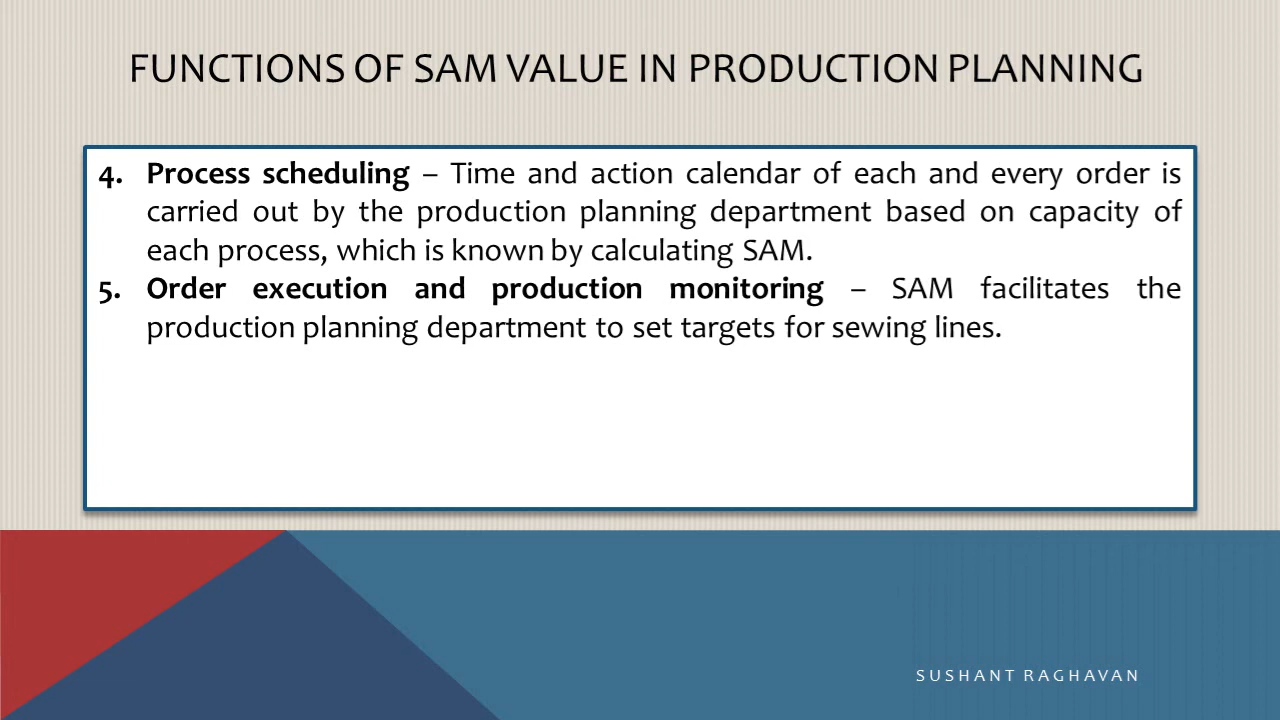 FUNCTIONS OF SAM VALUE IN PRODUCTION PLANNING
4. Process scheduling – Time and action calendar of each and every order is
carried out by the production planning department based on capacity of
each process, which is known by calculating SAM.
5. Order execution and production monitoring – SAM facilitates the
production planning department to set targets for sewing lines.
SUSHANT RAGHAVAN